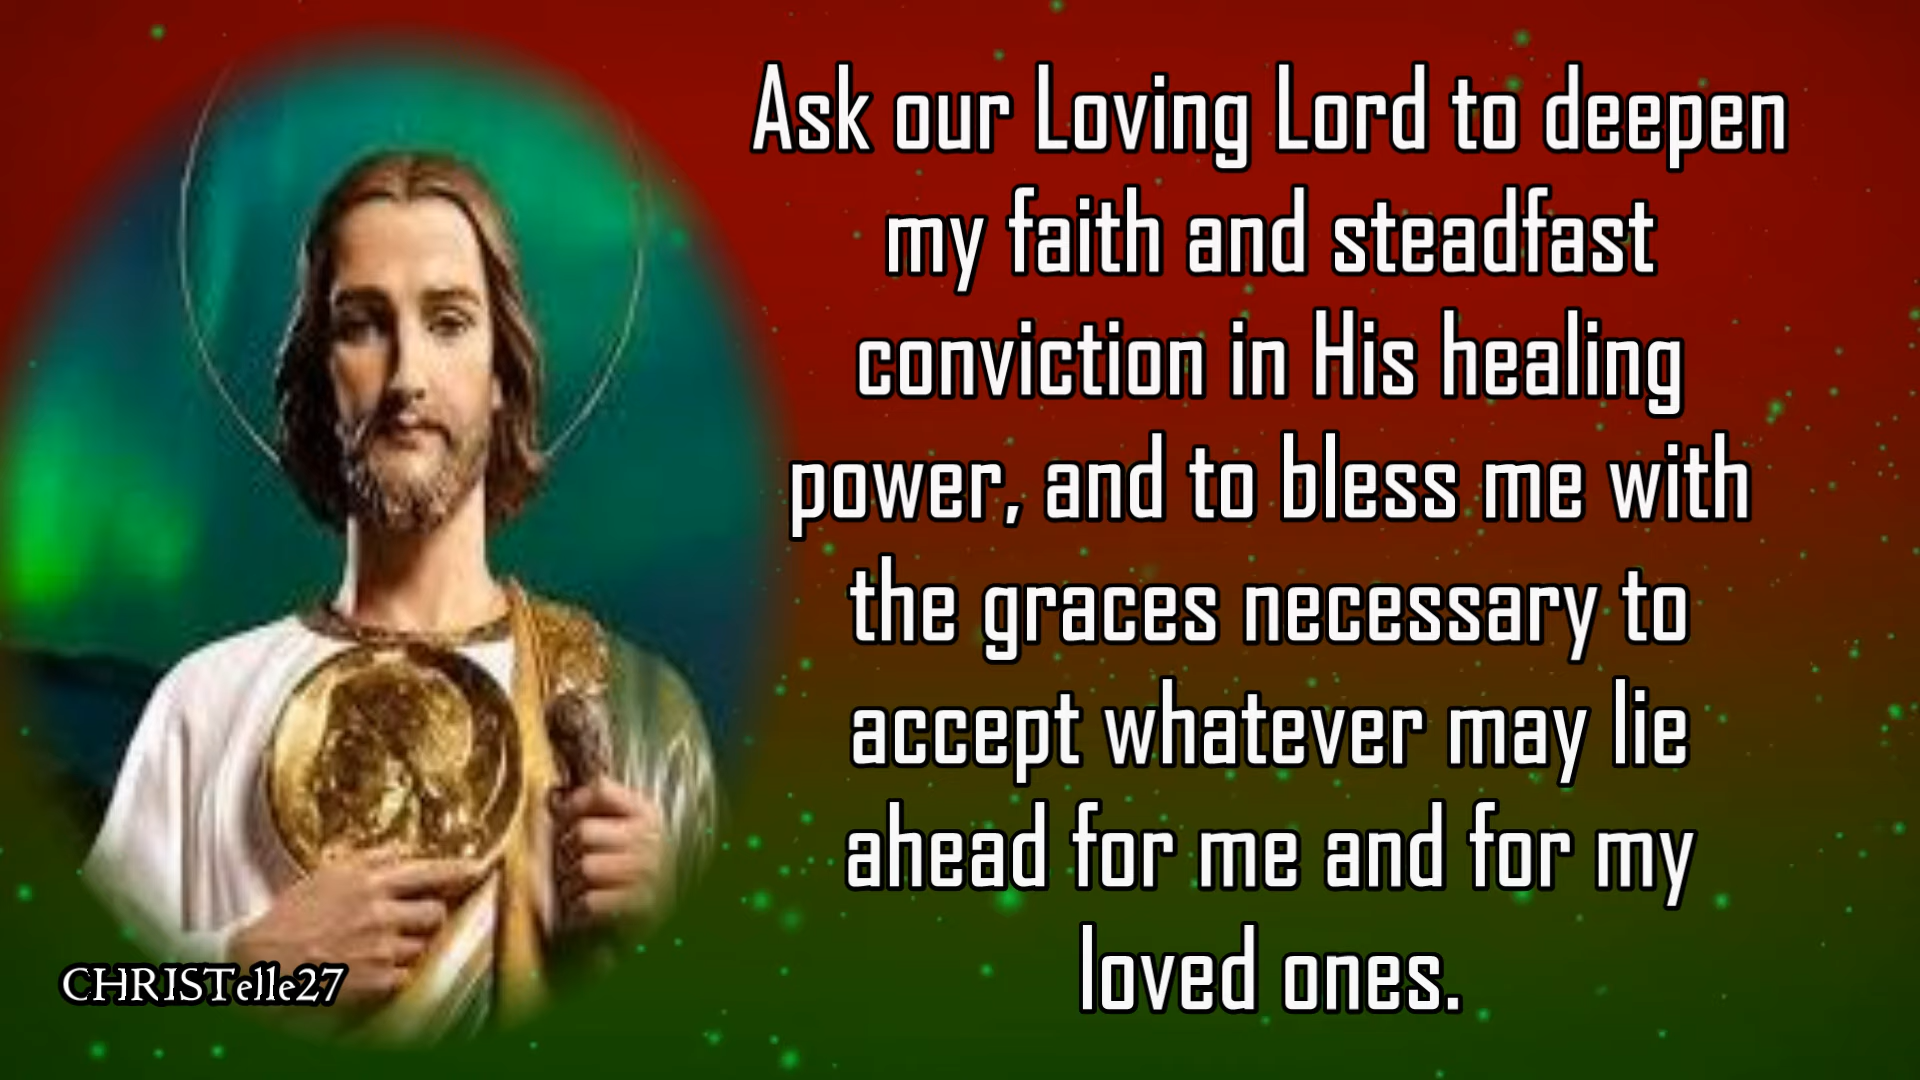 Ask our Loving Lord to deepen
my faith and steadfast
conviction in His healing
power, and to bless me with
the graces necessary to
accept whatever may lie
ahead for me and for my
loved ones.
CHRISTelle27